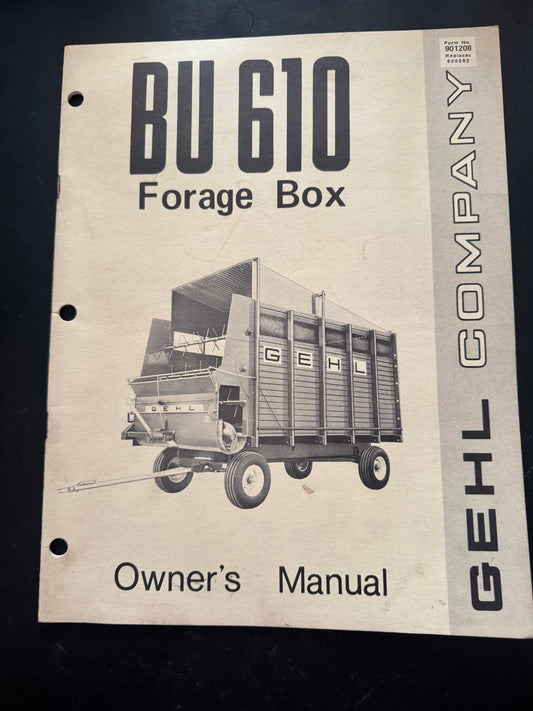 Form No.
901208
Replaces
620282
BU 610
Forage Box
GEHL
GEHL
Owner's Manual
GEHL COMPANY